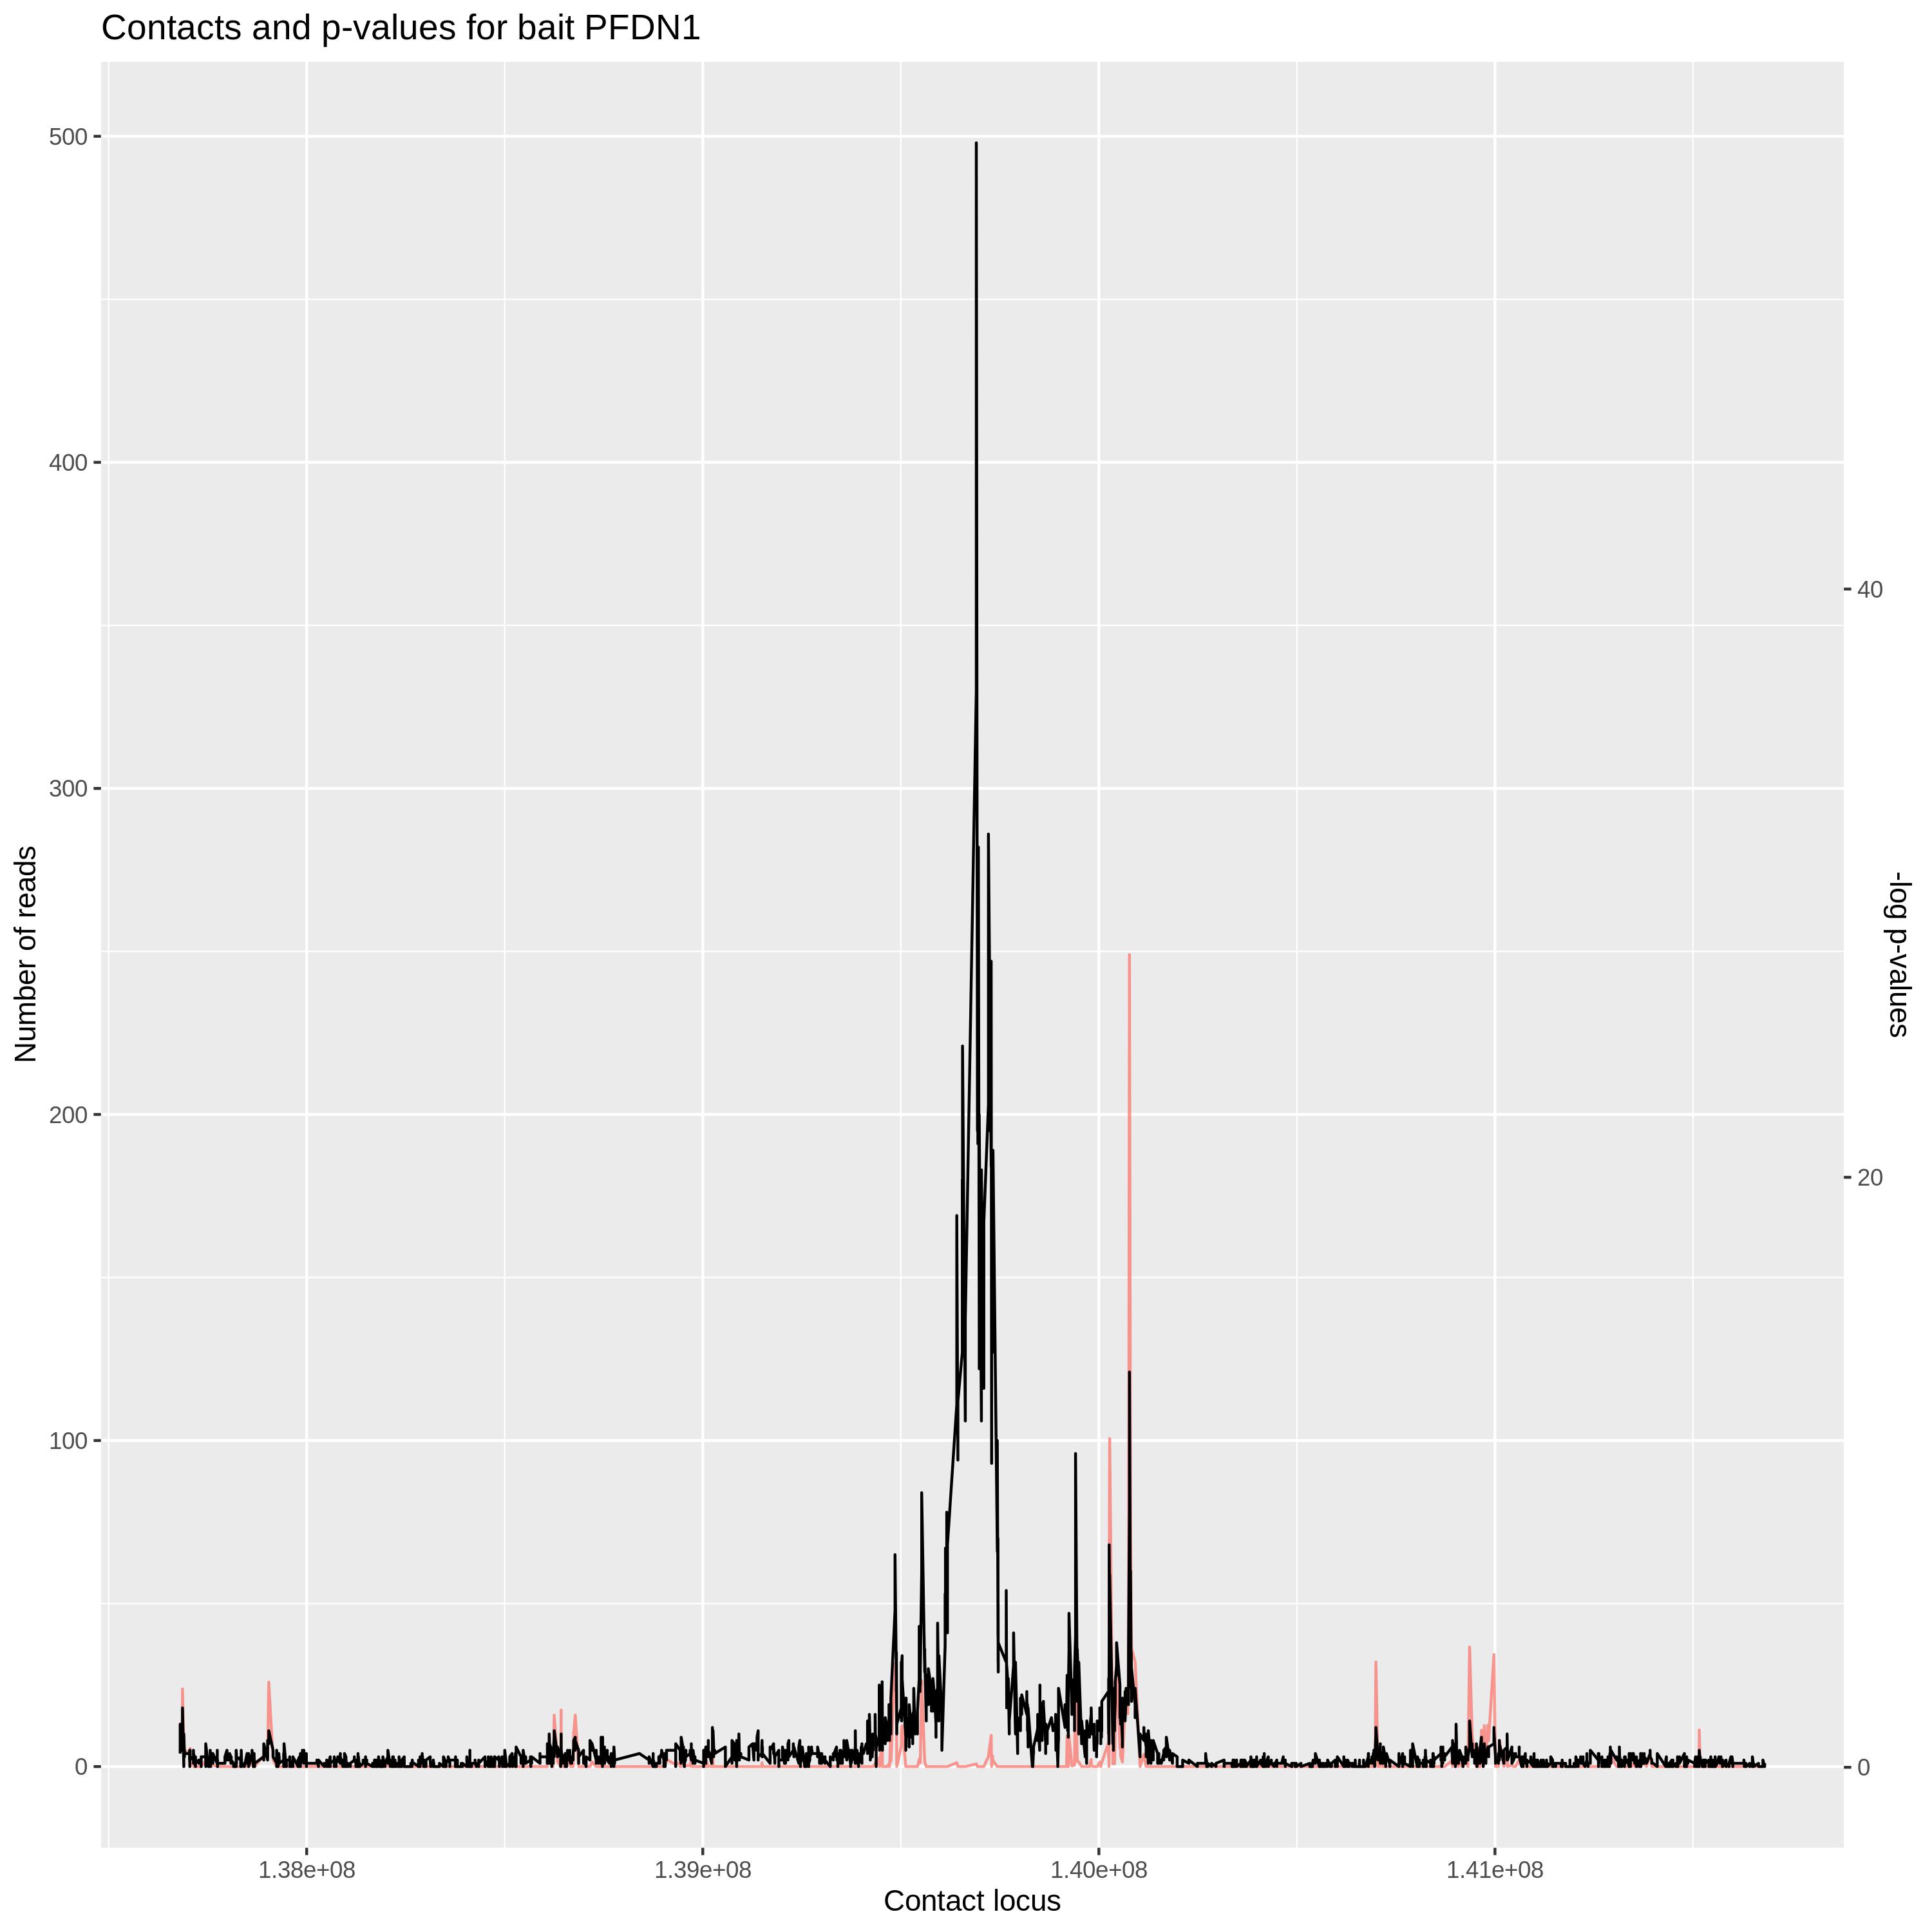 Contacts and p-values for bait PFDN1
500
400
300
200
100
0
Number of reads
40
20
0
-log p-values
1.38e+08
1.39e+08
1.40e+08
1.41e+08
Contact locus